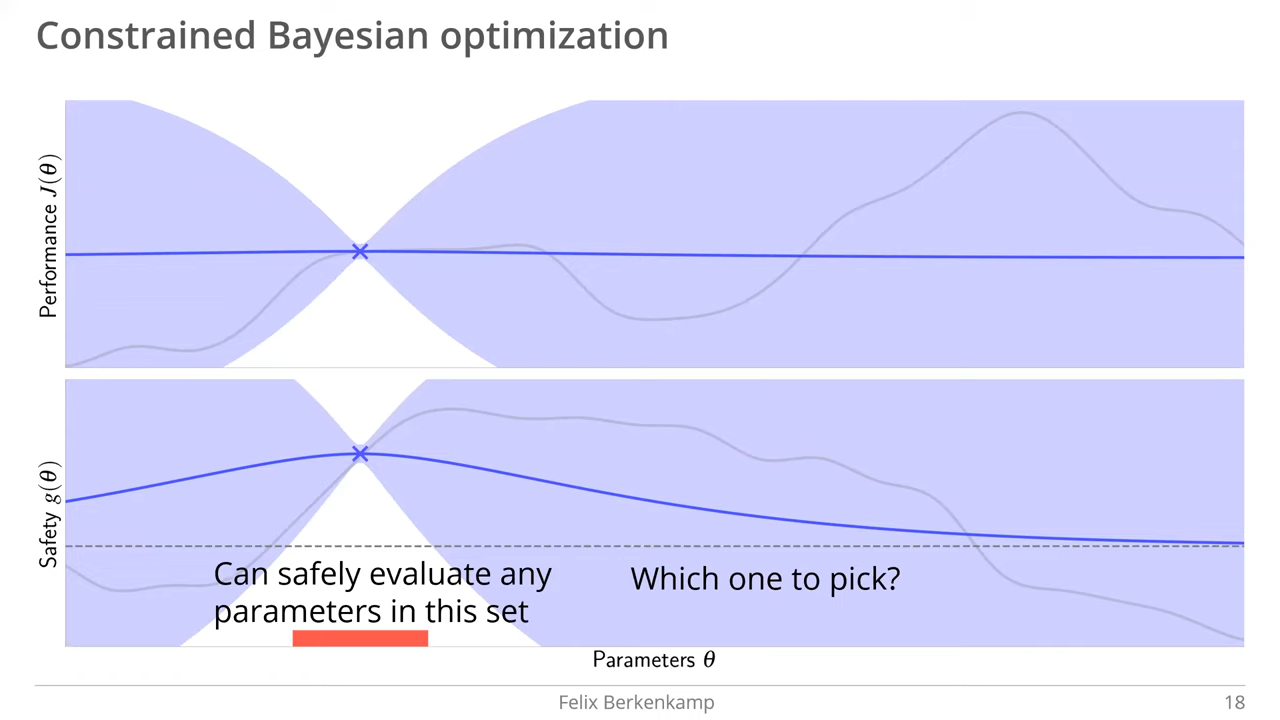 Constrained Bayesian optimization
Performance J(θ)
Safety g(θ)
Can safely evaluate any
parameters in this set
Which one to pick?
Parameters θ
Felix Berkenkamp
18